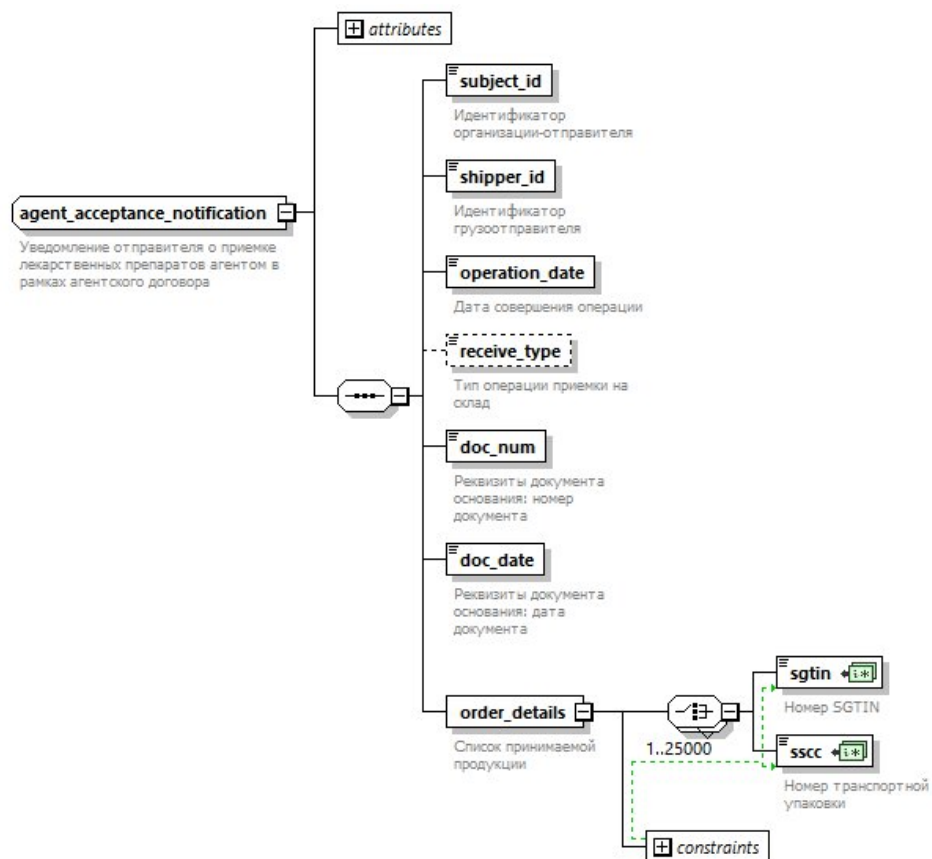 attributes
subject_id
Идентификатор
организации-отправителя
shipper_id
Идентификатор
грузоотправителя
agent_acceptance_notification
Уведомление отправителя о приемке
лекарственных препаратов агентом в
рамках агентского договора
operation_date
Дата совершения операции
receive_type
Тип операции приемки на
склад
doc_num
Реквизиты документа
основания: номер
документа
doc_date
Реквизиты документа
основания: дата
документа
order_details
Список принимаемой
продукции
1..25000
sgtin
Номер SGTIN
sscc
Номер транспортной
упаковки
constraints